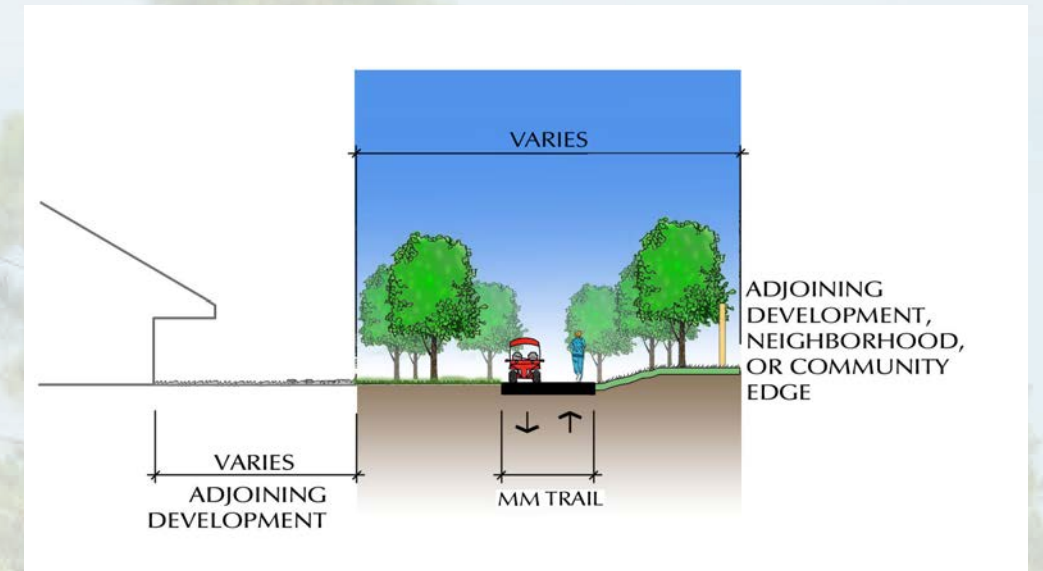 VARIES
ADJOINING
DEVELOPMENT,
NEIGHBORHOOD,
OR COMMUNITY
EDGE
VARIES
ADJOINING
DEVELOPMENT
MM TRAIL